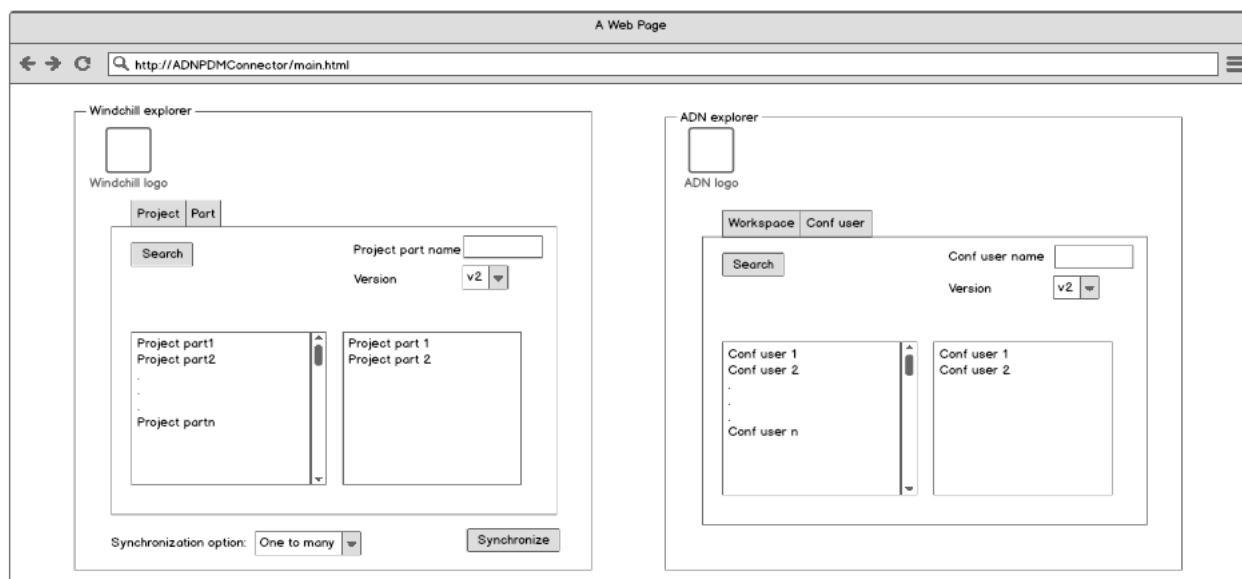 A Web Page
http://ADNPDMConnector/main.html
Windchill explorer
Windchill logo
Project Part
Search
Project part name
Version v2
Project part1
Project part2
.
.
.
Project partn
Project part 1
Project part 2
Synchronization option: One to many Synchronize
ADN explorer
ADN logo
Workspace Conf user
Search
Conf user name
Version v2
Conf user 1
Conf user 2
.
.
.
Conf user n
Conf user 1
Conf user 2